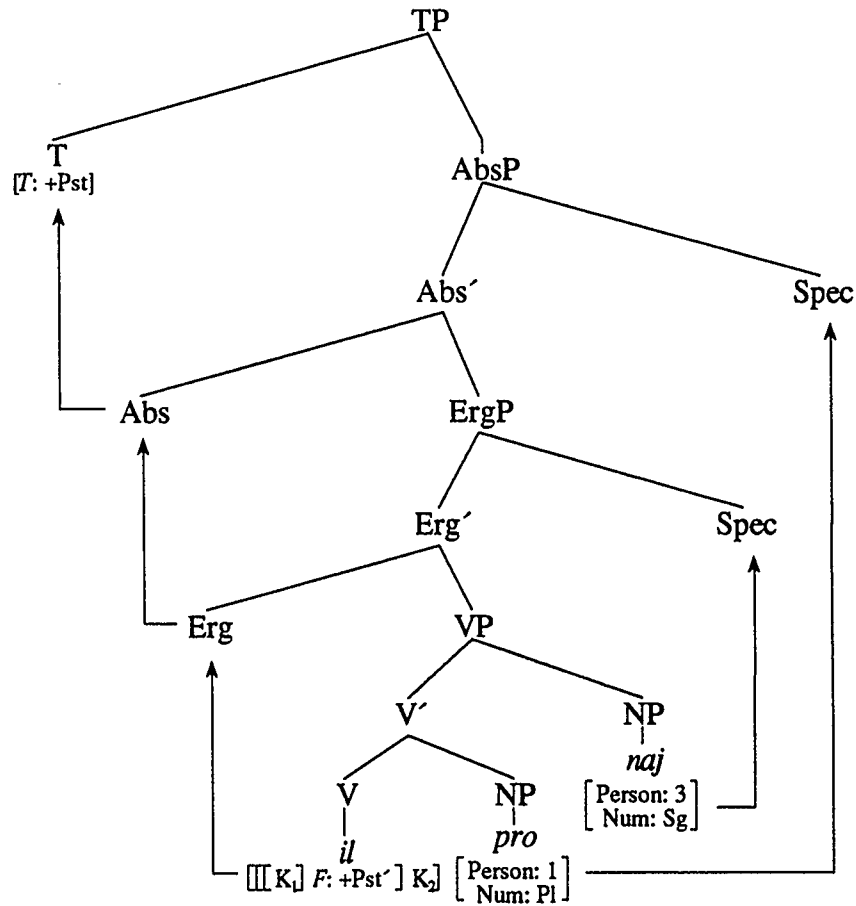 TP
T
[T: +Pst]
AbsP
Abs´
Spec
Abs
ErgP
Erg´
Spec
Erg
VP
V´
NP
naj
[Person: 3
Num: Sg]
V
NP
il
pro
[[[ K₁] F: +Pst´ ] K₂]
[Person: 1
Num: Pl]